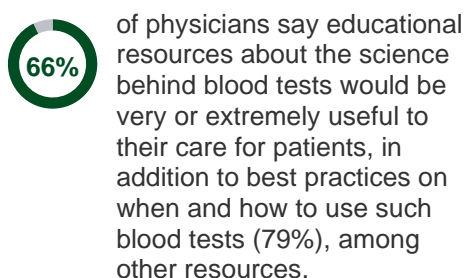 66%
of physicians say educational
resources about the science
behind blood tests would be
very or extremely useful to
their care for patients, in
addition to best practices on
when and how to use such
blood tests (79%), among
other resources.